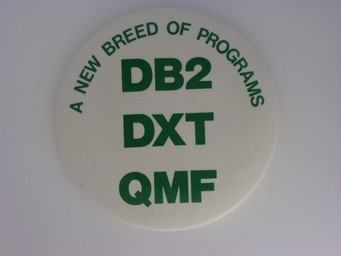 A NEW BREED OF PROGRAMS
DB2
DXT
QMF